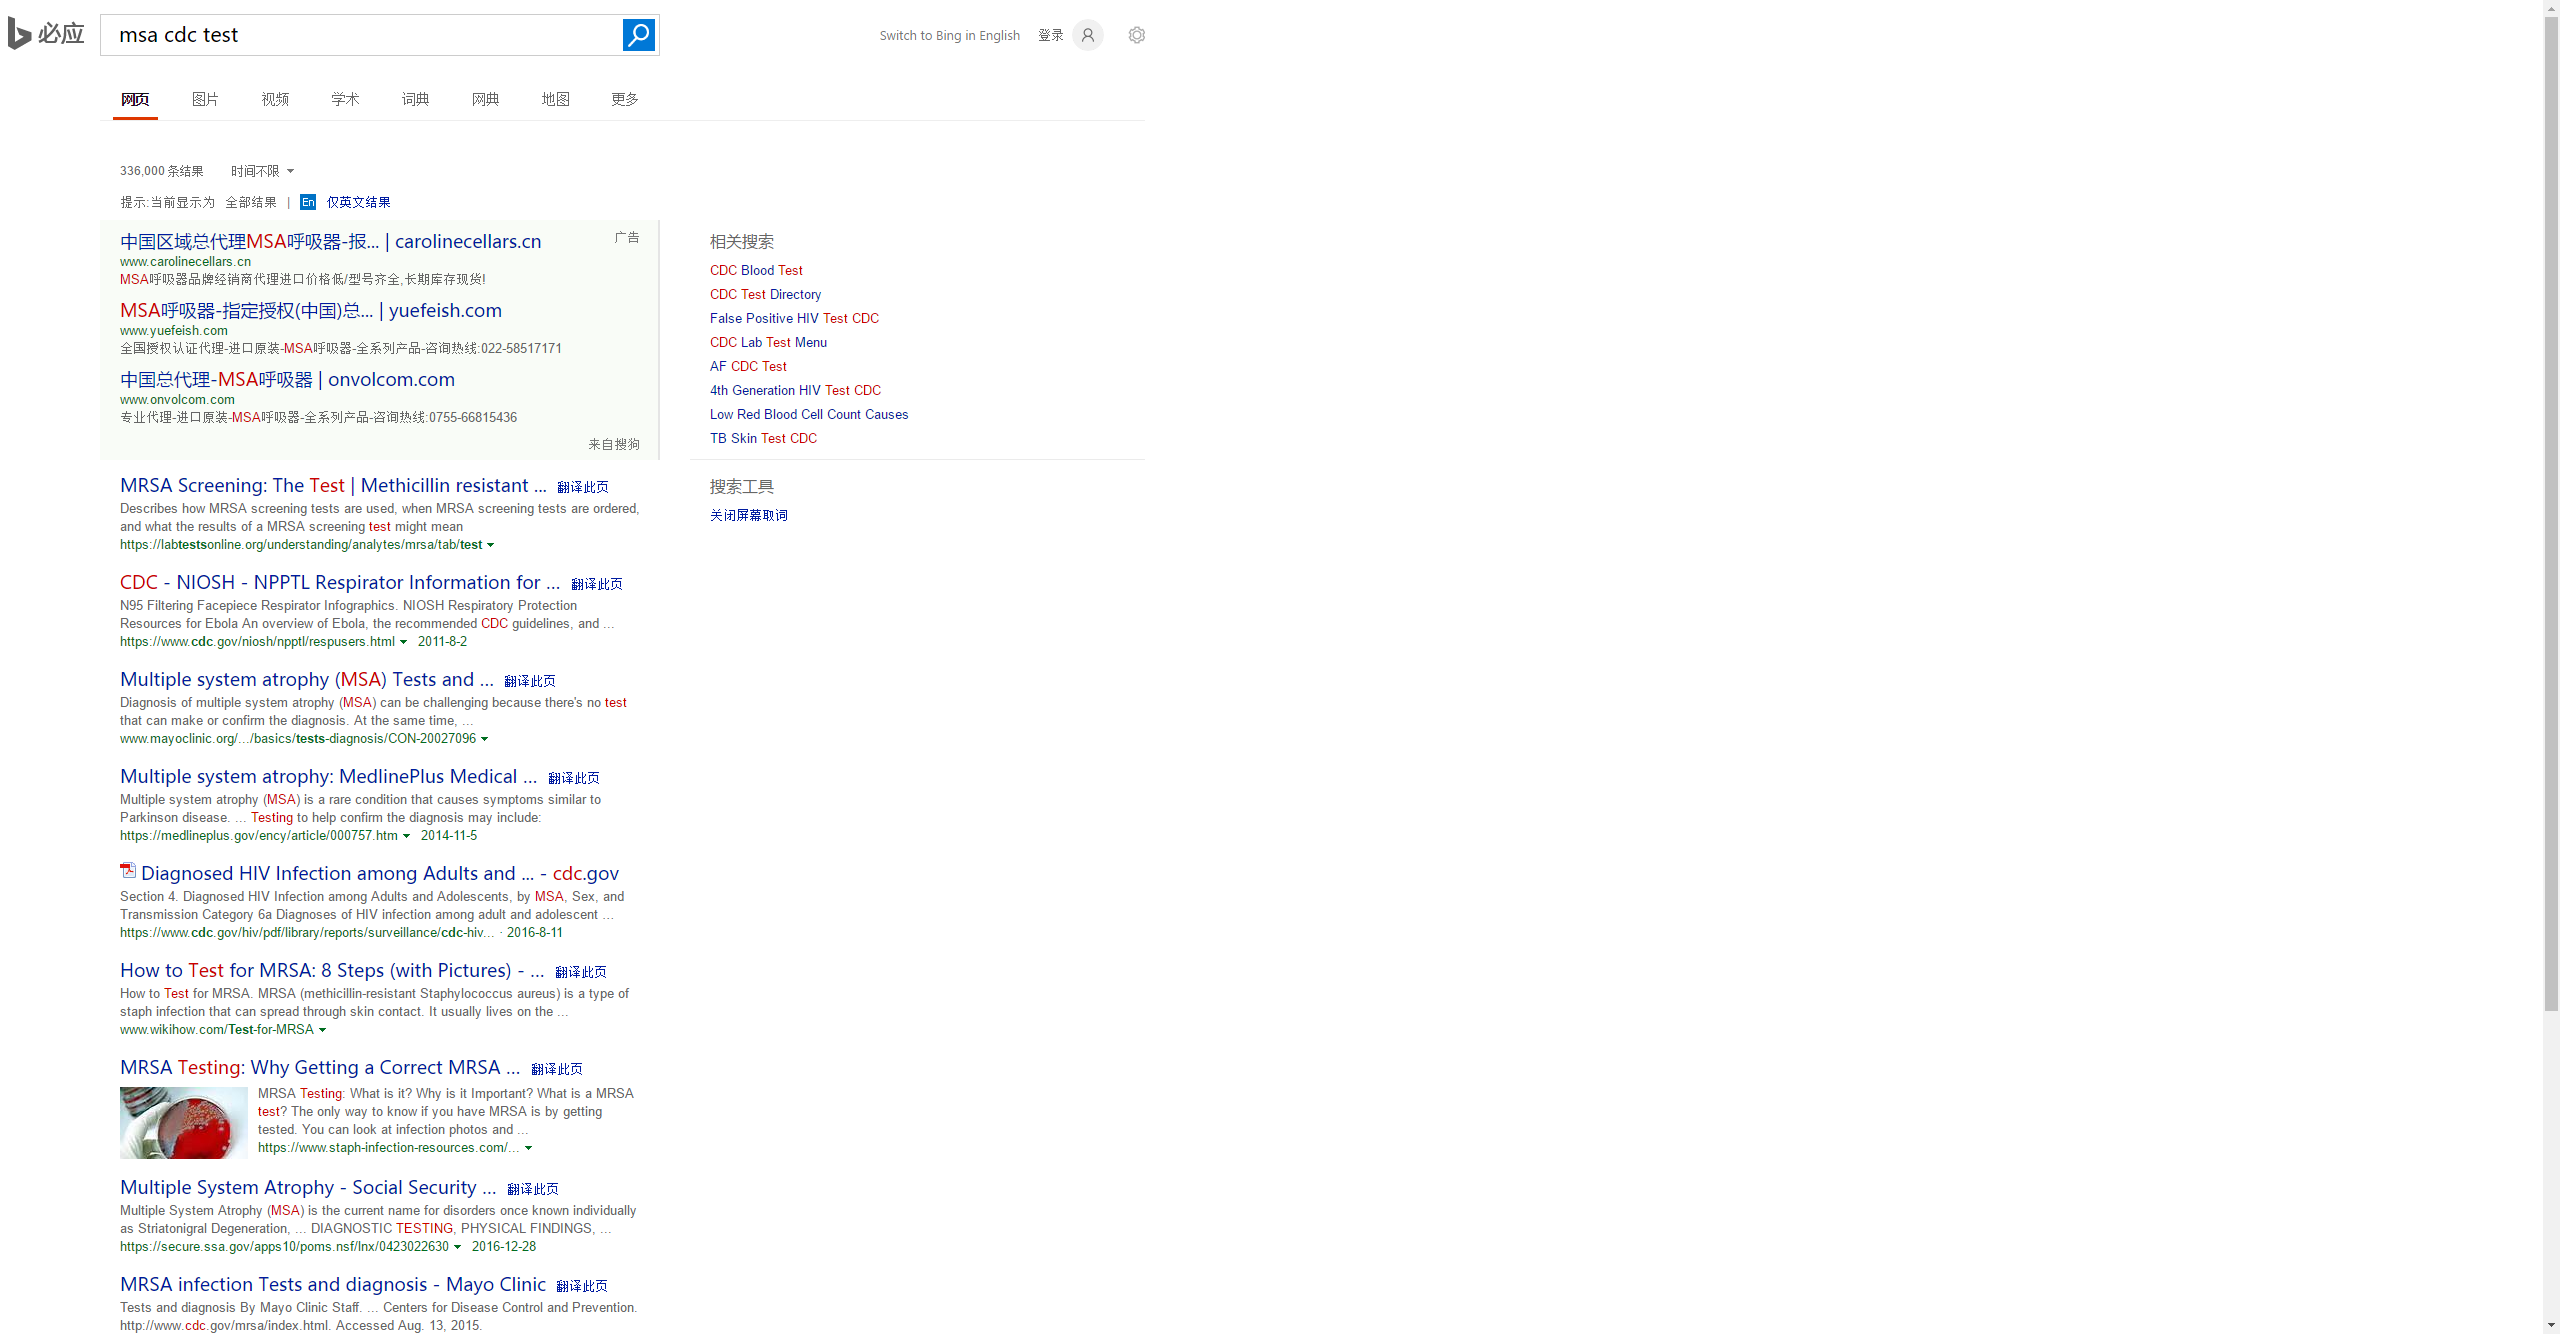 必应
msa cdc test
Switch to Bing in English 登录
网页 图片 视频 学术 词典 网典 地图 更多
336,000 条结果 时间不限
提示:当前显示为 全部结果 | En 仅英文结果
中国区域总代理MSA呼吸器-报... | carolinecellars.cn
广告
www.carolinecellars.cn
MSA呼吸器品牌经销商代理进口价格低/型号齐全,长期库存现货!
MSA呼吸器-指定授权(中国)总... | yuefeish.com
www.yuefeish.com
全国授权认证代理-进口原装-MSA呼吸器-全系列产品-咨询热线:022-58517171
中国总代理-MSA呼吸器 | onvolcom.com
www.onvolcom.com
专业代理-进口原装-MSA呼吸器-全系列产品-咨询热线:0755-66815436
来自搜狗
MRSA Screening: The Test | Methicillin resistant ... 翻译此页
Describes how MRSA screening tests are used, when MRSA screening tests are ordered,
and what the results of a MRSA screening test might mean
https://labtestsonline.org/understanding/analytes/mrsa/tab/test
CDC - NIOSH - NPPTL Respirator Information for ... 翻译此页
N95 Filtering Facepiece Respirator Infographics. NIOSH Respiratory Protection
Resources for Ebola An overview of Ebola, the recommended CDC guidelines, and ...
https://www.cdc.gov/niosh/npptl/respusers.html 2011-8-2
Multiple system atrophy (MSA) Tests and ... 翻译此页
Diagnosis of multiple system atrophy (MSA) can be challenging because there's no test
that can make or confirm the diagnosis. At the same time, ...
www.mayoclinic.org/.../basics/tests-diagnosis/CON-20027096
Multiple system atrophy: MedlinePlus Medical ... 翻译此页
Multiple system atrophy (MSA) is a rare condition that causes symptoms similar to
Parkinson disease. ... Testing to help confirm the diagnosis may include:
https://medlineplus.gov/ency/article/000757.htm 2014-11-5
Diagnosed HIV Infection among Adults and ... - cdc.gov
Section 4. Diagnosed HIV Infection among Adults and Adolescents, by MSA, Sex, and
Transmission Category 6a Diagnoses of HIV infection among adult and adolescent ...
https://www.cdc.gov/hiv/pdf/library/reports/surveillance/cdc-hiv... · 2016-8-11
How to Test for MRSA: 8 Steps (with Pictures) - ... 翻译此页
How to Test for MRSA. MRSA (methicillin-resistant Staphylococcus aureus) is a type of
staph infection that can spread through skin contact. It usually lives on the ...
www.wikihow.com/Test-for-MRSA
MRSA Testing: Why Getting a Correct MRSA ... 翻译此页
MRSA Testing: What is it? Why is it Important? What is a MRSA
test? The only way to know if you have MRSA is by getting
tested. You can look at infection photos and ...
https://www.staph-infection-resources.com/...
Multiple System Atrophy - Social Security ... 翻译此页
Multiple System Atrophy (MSA) is the current name for disorders once known individually
as Striatonigral Degeneration, ... DIAGNOSTIC TESTING, PHYSICAL FINDINGS, ...
https://secure.ssa.gov/apps10/poms.nsf/lnx/0423022630 2016-12-28
MRSA infection Tests and diagnosis - Mayo Clinic 翻译此页
Tests and diagnosis By Mayo Clinic Staff. ... Centers for Disease Control and Prevention.
http://www.cdc.gov/mrsa/index.html. Accessed Aug. 13, 2015.
相关搜索
CDC Blood Test
CDC Test Directory
False Positive HIV Test CDC
CDC Lab Test Menu
AF CDC Test
4th Generation HIV Test CDC
Low Red Blood Cell Count Causes
TB Skin Test CDC
搜索工具
关闭屏幕取词